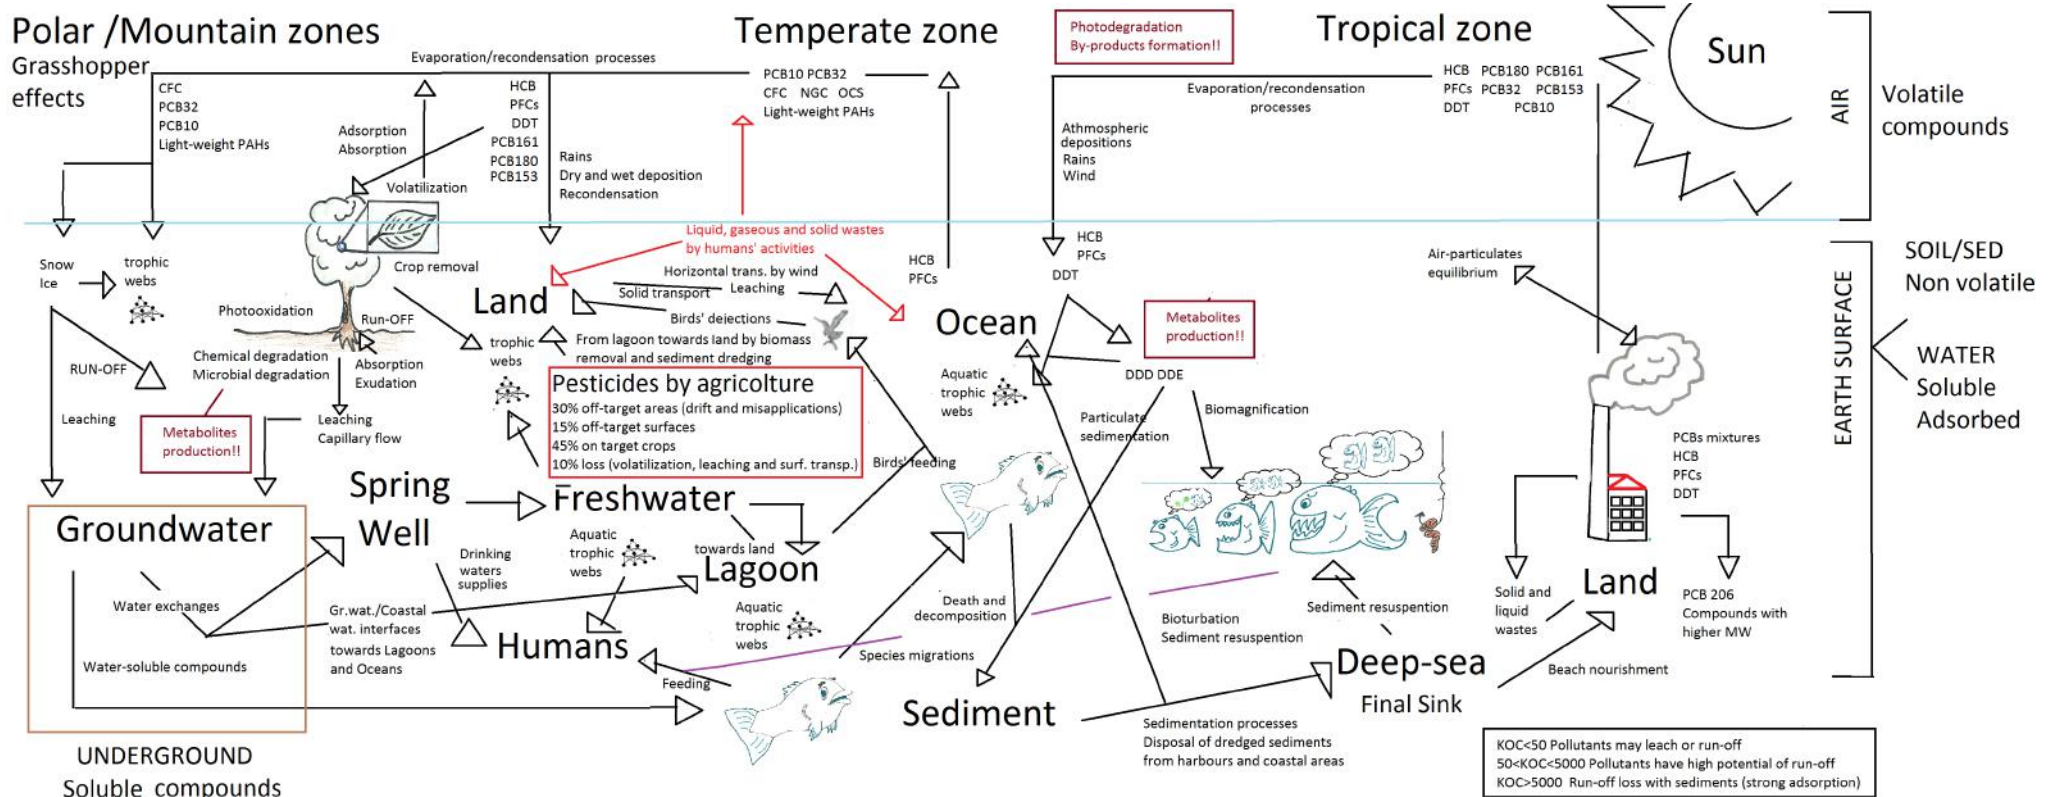 Polar /Mountain zones
Grasshopper
effects
Evaporation/recondensation processes
CFC
PCB32
PCB10
Light-weight PAHs
Adsorption
Absorption
Volatilization
HCB
PFCs
DDT
PCB161
PCB180
PCB153
Rains
Dry and wet deposition
Recondensation
Temperate zone
PCB10 PCB32
CFC NGC OCS
Light-weight PAHs
Photodegradation
By-products formation!!
Tropical zone
Evaporation/recondensation
processes
HCB PCB180 PCB161
PFCs PCB32 PCB153
DDT PCB10
Athmospheric
depositions
Rains
Wind
Sun
AIR
Volatile
compounds
Snow
Ice
trophic
webs
RUN-OFF
Leaching
Photooxidation
Crop removal
Run-OFF
Chemical degradation
Microbial degradation
Absorption
Exudation
Metabolites
production!!
Leaching
Capillary flow
Liquid, gaseous and solid wastes
by humans' activities
Land
Horizontal trans. by wind
Solid transport
Leaching
Birds' dejections
From lagoon towards land by biomass
removal and sediment dredging
trophic
webs
Pesticides by agricolture
30% off-target areas (drift and misapplications)
15% off-target surfaces
45% on target crops
10% loss (volatilization, leaching and surf. transp.)
Birds' feeding
HCB
PFCs
Ocean
Aquatic
trophic
webs
HCB
PFCs
DDT
Metabolites
production!!
DDD DDE
Particulate
sedimentation
Biomagnification
Air-particulates
equilibrium
EARTH SURFACE
SOIL/SED
Non volatile
WATER
Soluble
Adsorbed
PCBs mixtures
HCB
PFCs
DDT
Solid and
liquid
wastes
Land
PCB 206
Compounds with
higher MW
Groundwater
Water exchanges
Water-soluble compounds
UNDERGROUND
Soluble compounds
Spring
Well
Freshwater
Drinking
waters
supplies
Aquatic
trophic
webs
towards land
Lagoon
Gr.wat./Coastal
wat. interfaces
towards Lagoons
and Oceans
Humans
Aquatic
trophic
webs
Feeding
Species migrations
Death and
decomposition
Sediment
Bioturbation
Sediment resuspention
Sediment resuspention
Deep-sea
Final Sink
Beach nourishment
Sedimentation processes
Disposal of dredged sediments
from harbours and coastal areas
KOC<50 Pollutants may leach or run-off
50<KOC<5000 Pollutants have high potential of run-off
KOC>5000 Run-off loss with sediments (strong adsorption)